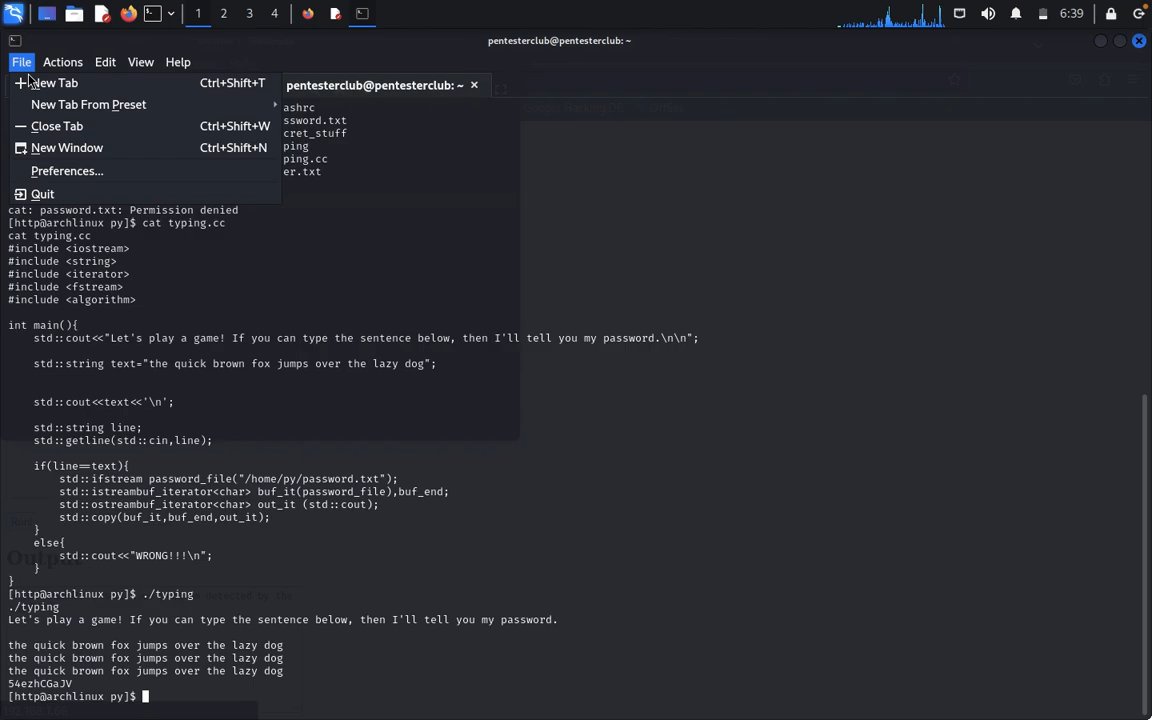 1 2 3 4 6:39
pentesterclub@pentesterclub: ~
File Actions Edit View Help
New Tab Ctrl+Shift+T
pentesterclub@pentesterclub: ~ ×
New Tab From Preset
Close Tab Ctrl+Shift+W
New Window Ctrl+Shift+N
Preferences...
Quit
ashrc
ssword.txt
cret_stuff
ping
ping.cc
er.txt
cat: password.txt: Permission denied
[http@archlinux py]$ cat typing.cc
cat typing.cc
#include <iostream>
#include <string>
#include <iterator>
#include <fstream>
#include <algorithm>
int main(){
std::cout<<"Let's play a game! If you can type the sentence below, then I'll tell you my password.\n\n";
std::string text="the quick brown fox jumps over the lazy dog";
std::cout<<text<<'\n';
std::string line;
std::getline(std::cin,line);
if(line==text){
std::ifstream password_file("/home/py/password.txt");
std::istreambuf_iterator<char> buf_it(password_file),buf_end;
std::ostreambuf_iterator<char> out_it (std::cout);
std::copy(buf_it,buf_end,out_it);
}
else{
std::cout<<"WRONG!!!\n";
}
}
[http@archlinux py]$ ./typing
./typing
Let's play a game! If you can type the sentence below, then I'll tell you my password.
the quick brown fox jumps over the lazy dog
the quick brown fox jumps over the lazy dog
the quick brown fox jumps over the lazy dog
54ezhCGaJV
[http@archlinux py]$
Output